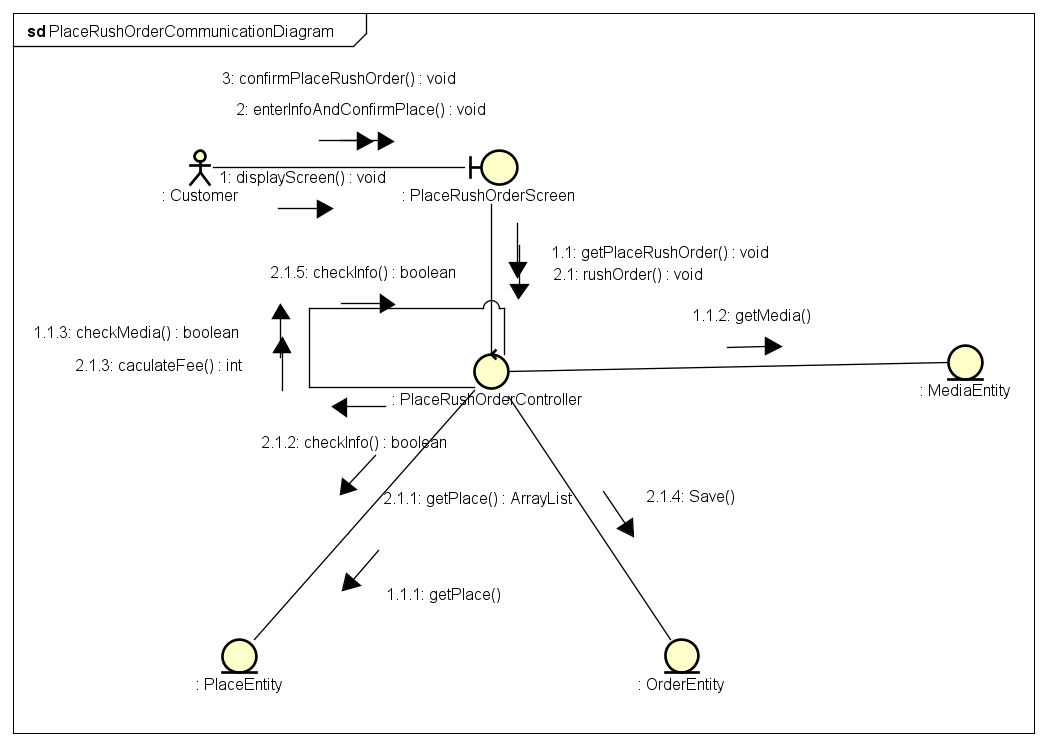 sd PlaceRushOrderCommunicationDiagram
3: confirmPlaceRushOrder() : void
2: enterInfoAndConfirmPlace() : void
1: displayScreen() : void
: Customer
: PlaceRushOrderScreen
1.1: getPlaceRushOrder() : void
2.1: rushOrder() : void
2.1.5: checkInfo() : boolean
1.1.3: checkMedia() : boolean
2.1.3: caculateFee() : int
1.1.2: getMedia()
: MediaEntity
: PlaceRushOrderController
2.1.2: checkInfo() : boolean
2.1.1: getPlace() : ArrayList
2.1.4: Save()
1.1.1: getPlace()
: PlaceEntity
: OrderEntity